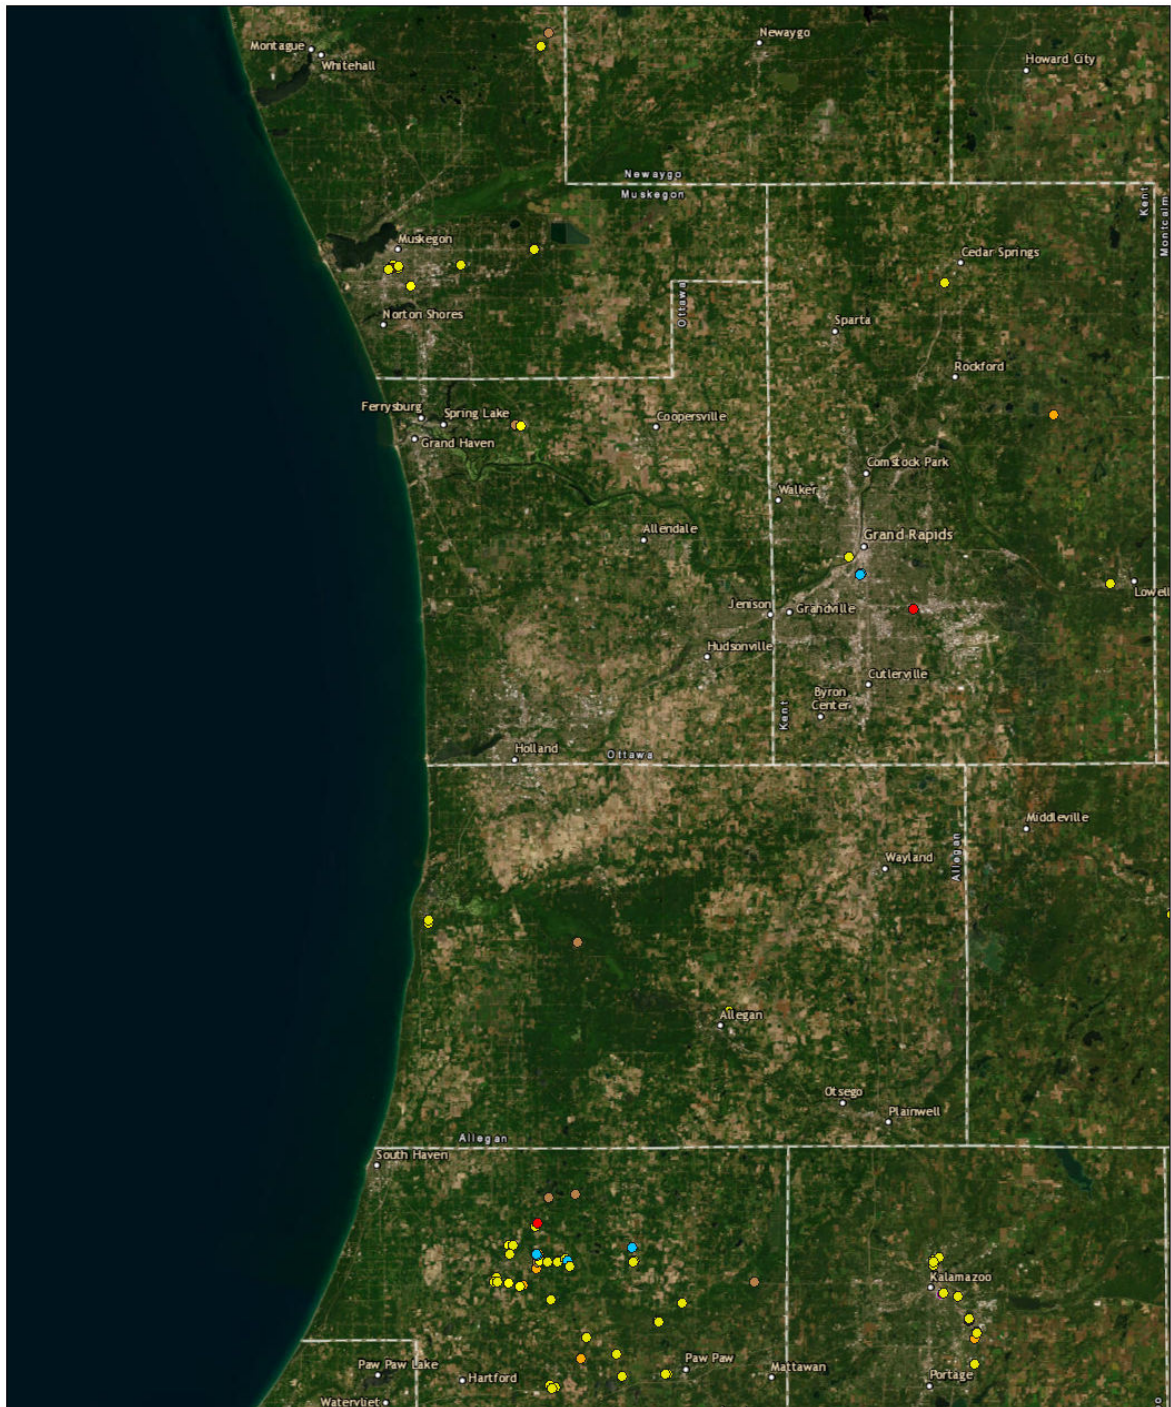 Newaygo
Montague
Whitehall
Howard City
Newaygo
Muskegon
Kent
Montcalm
Muskegon
Cedar Springs
Ottawa
Norton Shores
Sparta
Rockford
Ferrysburg
Spring Lake
Coopersville
Grand Haven
Comstock Park
Walker
Allendale
Grand Rapids
Lowell
Jenison
Grandville
Hudsonville
Cutlerville
Byron
Center
Kent
Holland
Ottawa
Middleville
Wayland
Allegan
Allegan
Otsego
Plainwell
Allegan
South Haven
Kalamazoo
Paw Paw
Paw Paw Lake
Mattawan
Hartford
Portage
Watervliet